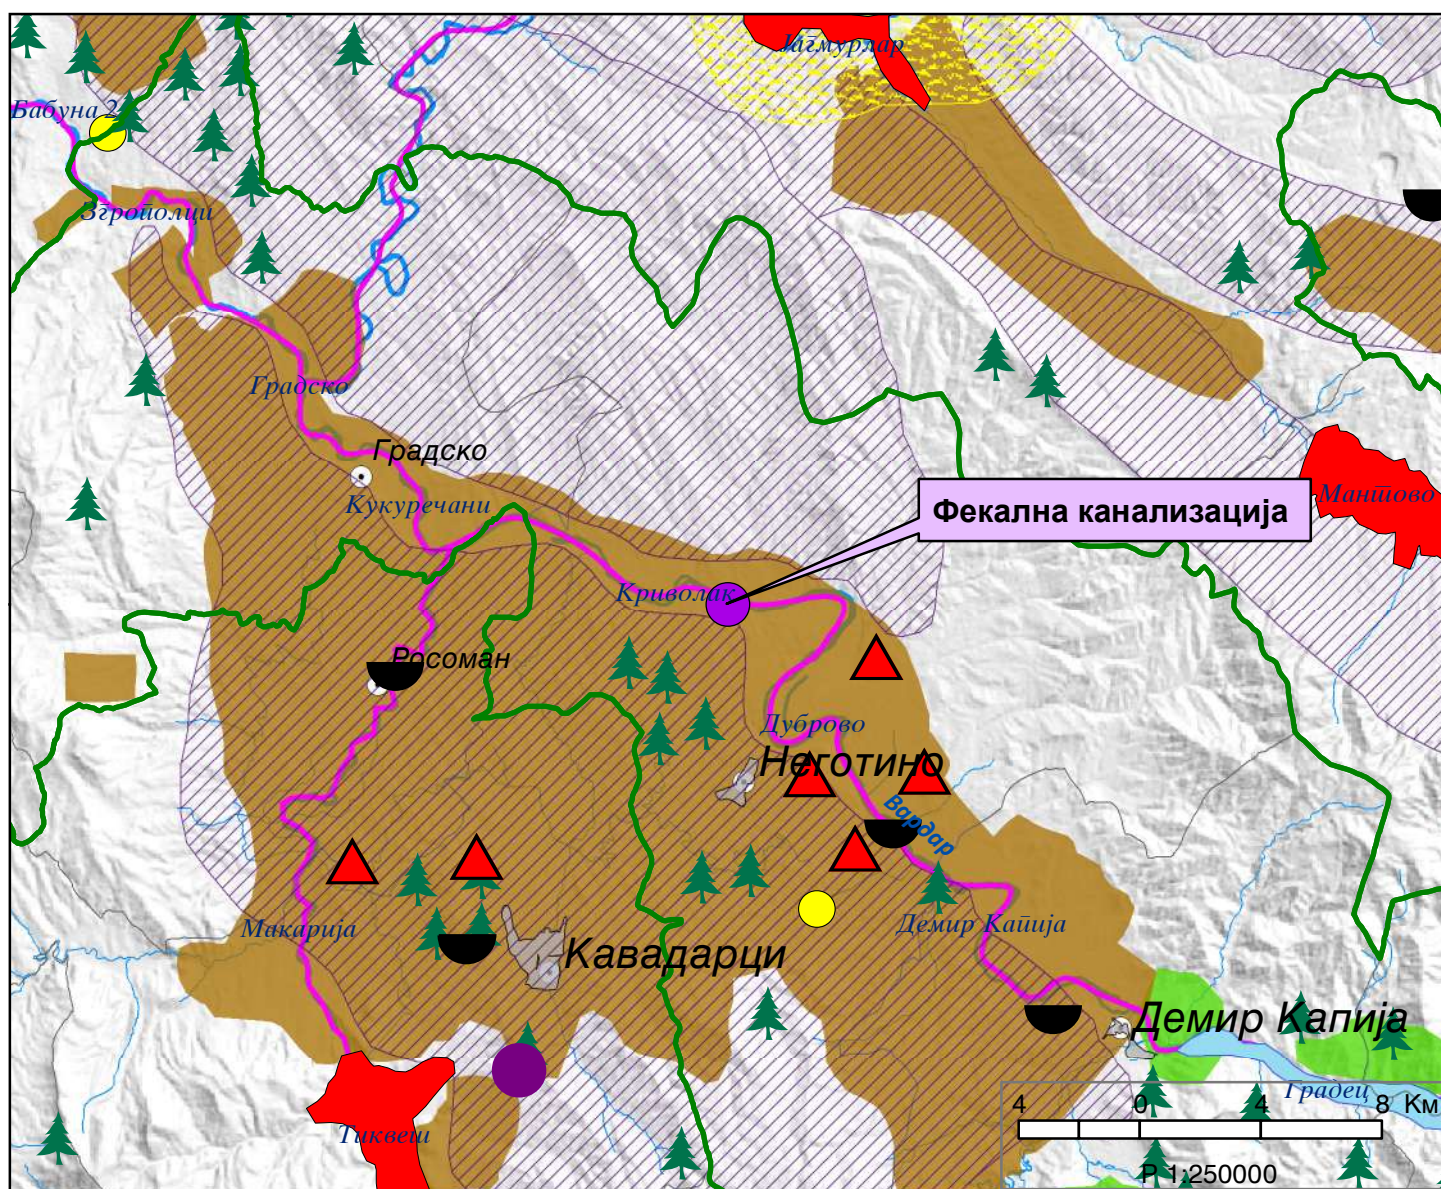 Јагмурлар
Бабуна 2
Згрополци
Градско
Градско
Кукуречани
Фекална канализација
Мантово
Криволак
Росоман
Дуброво
Неготино
Вардар
Макарија
Демир Капија
Кавадарци
Демир Капија
Градец
4 0 4 8 Км
Тиквеш
Р 1:250000